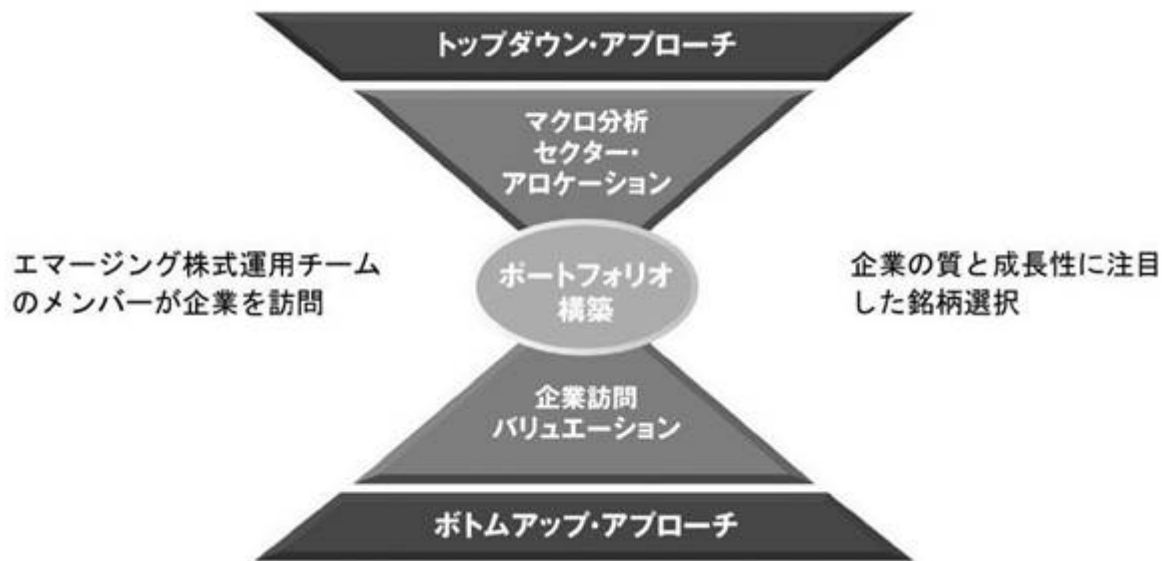 トップダウン・アプローチ
マクロ分析
セクター・
アロケーション
エマージング株式運用チーム
のメンバーが企業を訪問
ポートフォリオ
構築
企業の質と成長性に注目
した銘柄選択
企業訪問
バリュエーション
ボトムアップ・アプローチ